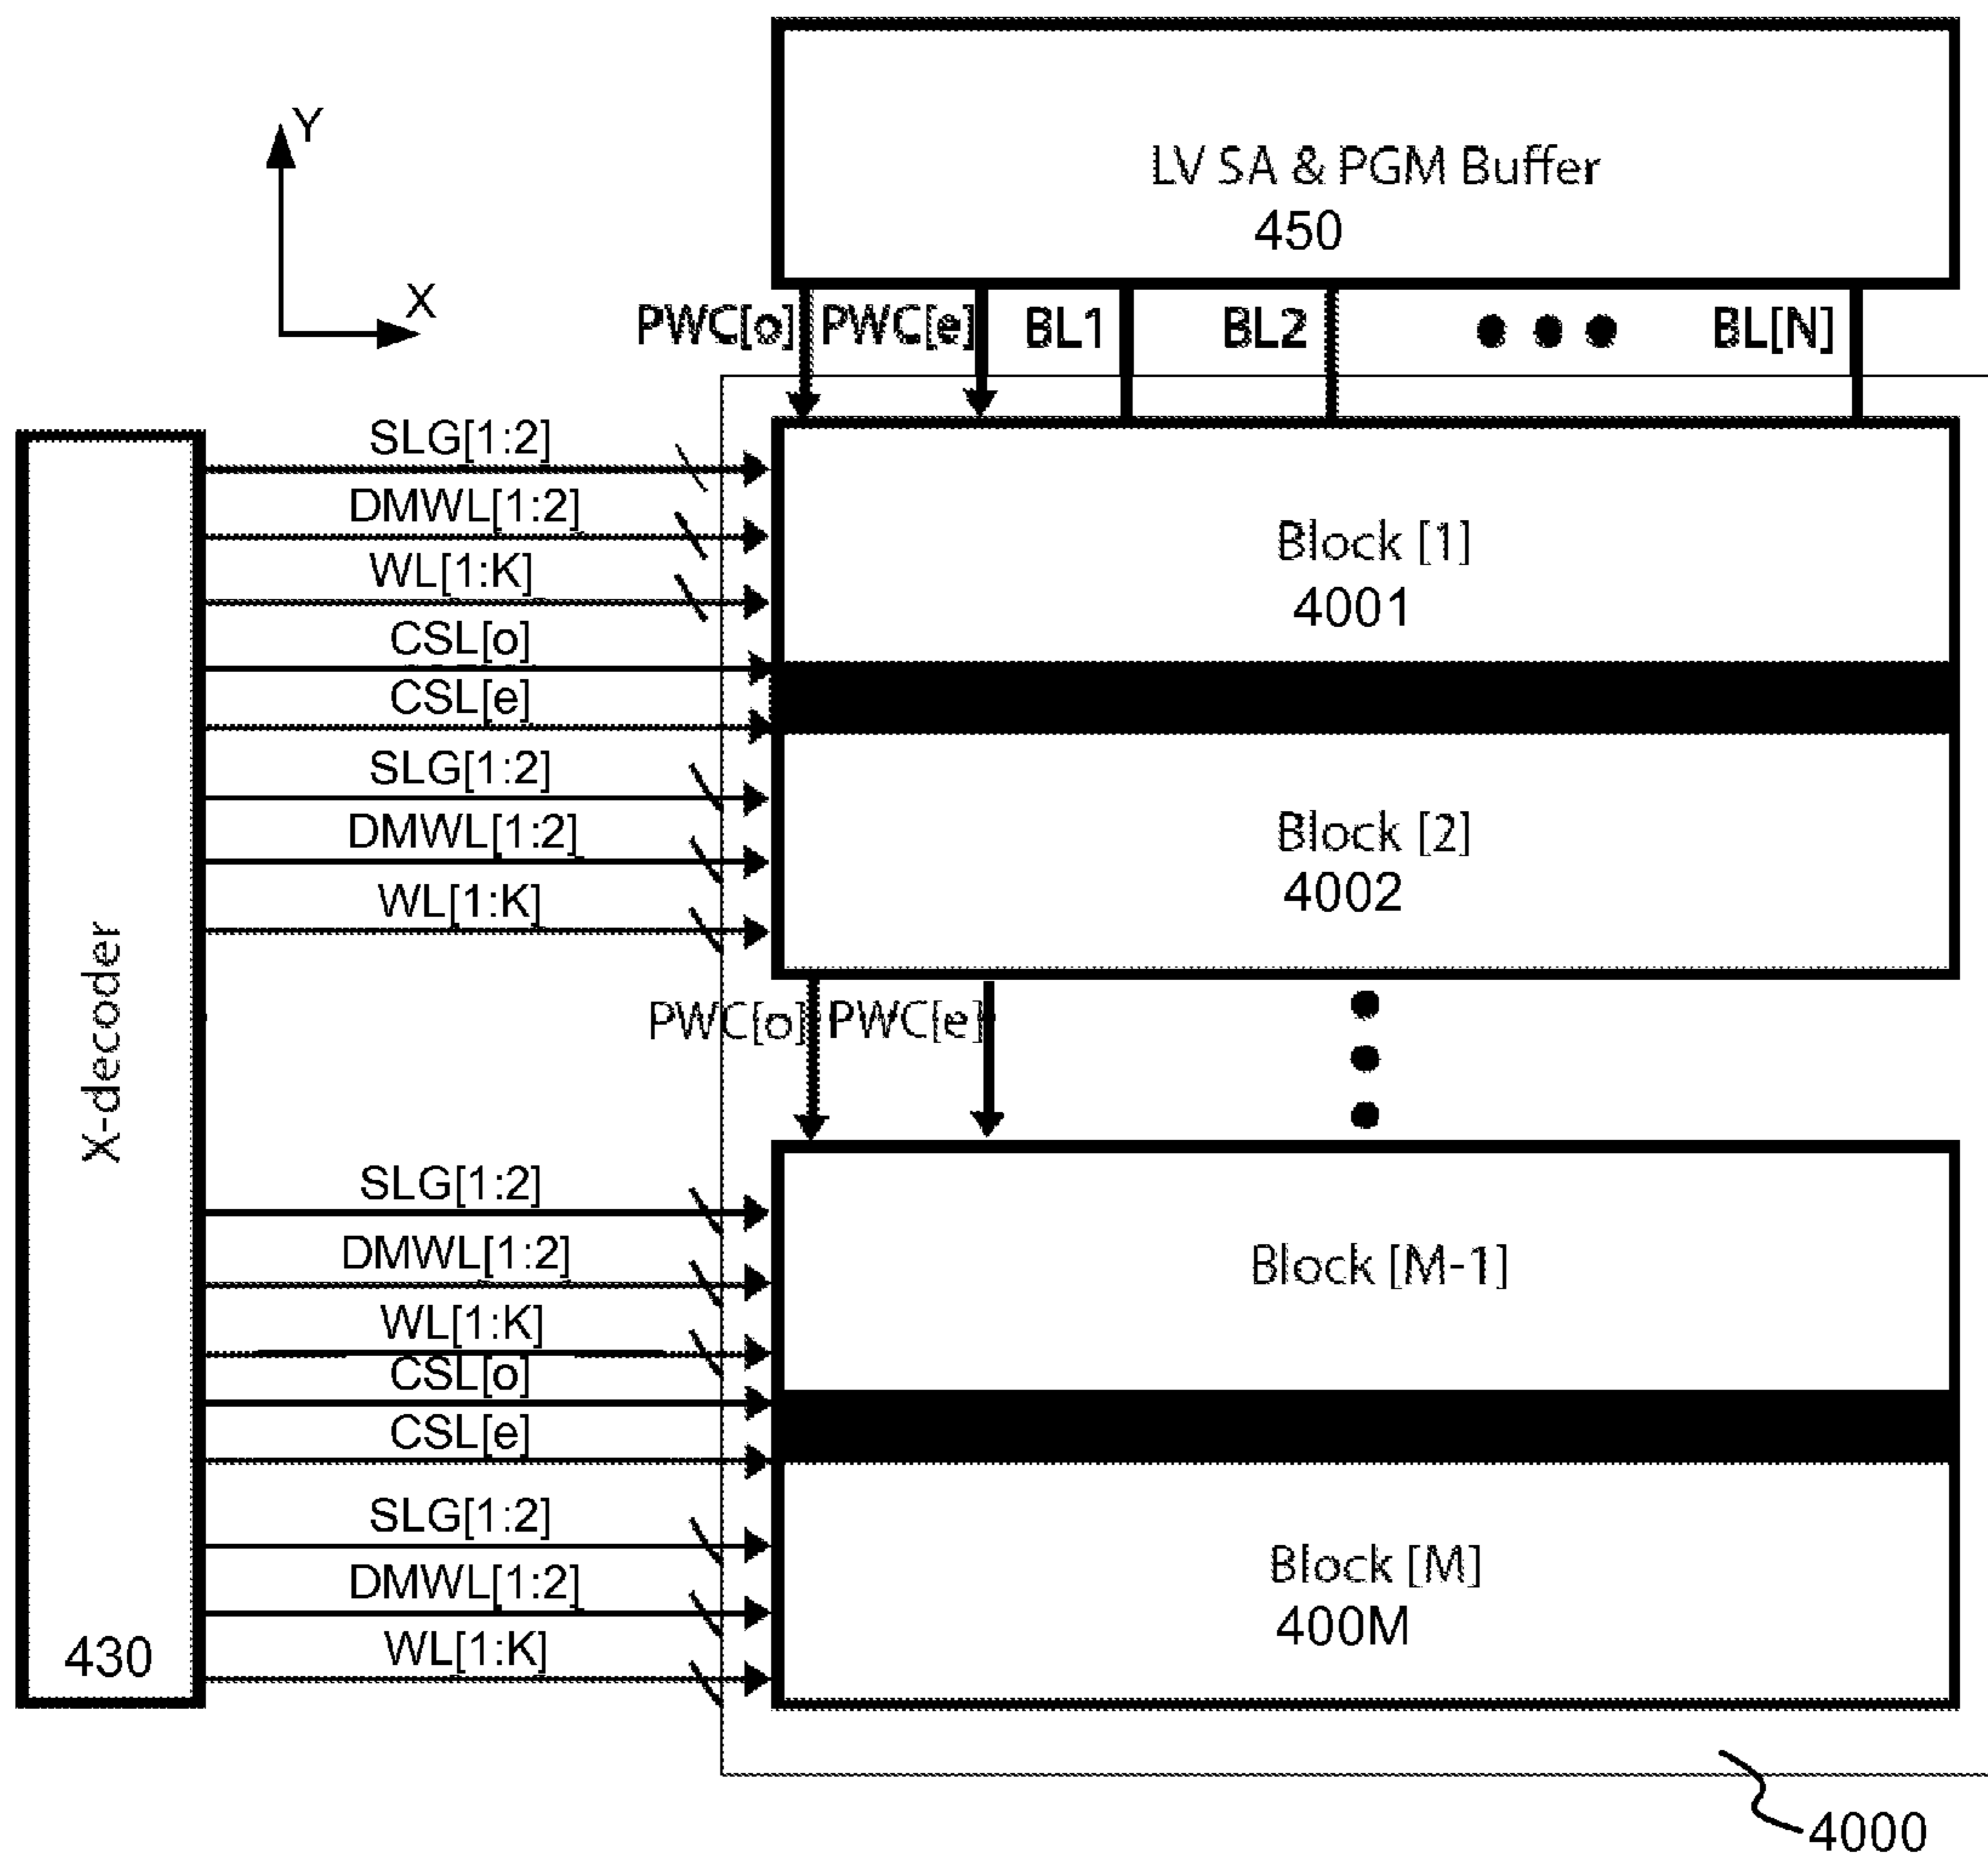 LV SA & PGM Buffer
450
Y
X
PWC[o] PWC[e] BL1 BL2 ● ● ● BL[N]
SLG[1:2]
DMWL[1:2]
WL[1:K]
CSL[o]
CSL[e]
Block [1]
4001
SLG[1:2]
DMWL[1:2]
WL[1:K]
Block [2]
4002
X-decoder
430
PWC[o] PWC[e]
SLG[1:2]
DMWL[1:2]
WL[1:K]
CSL[o]
CSL[e]
Block [M-1]
SLG[1:2]
DMWL[1:2]
WL[1:K]
Block [M]
400M
4000